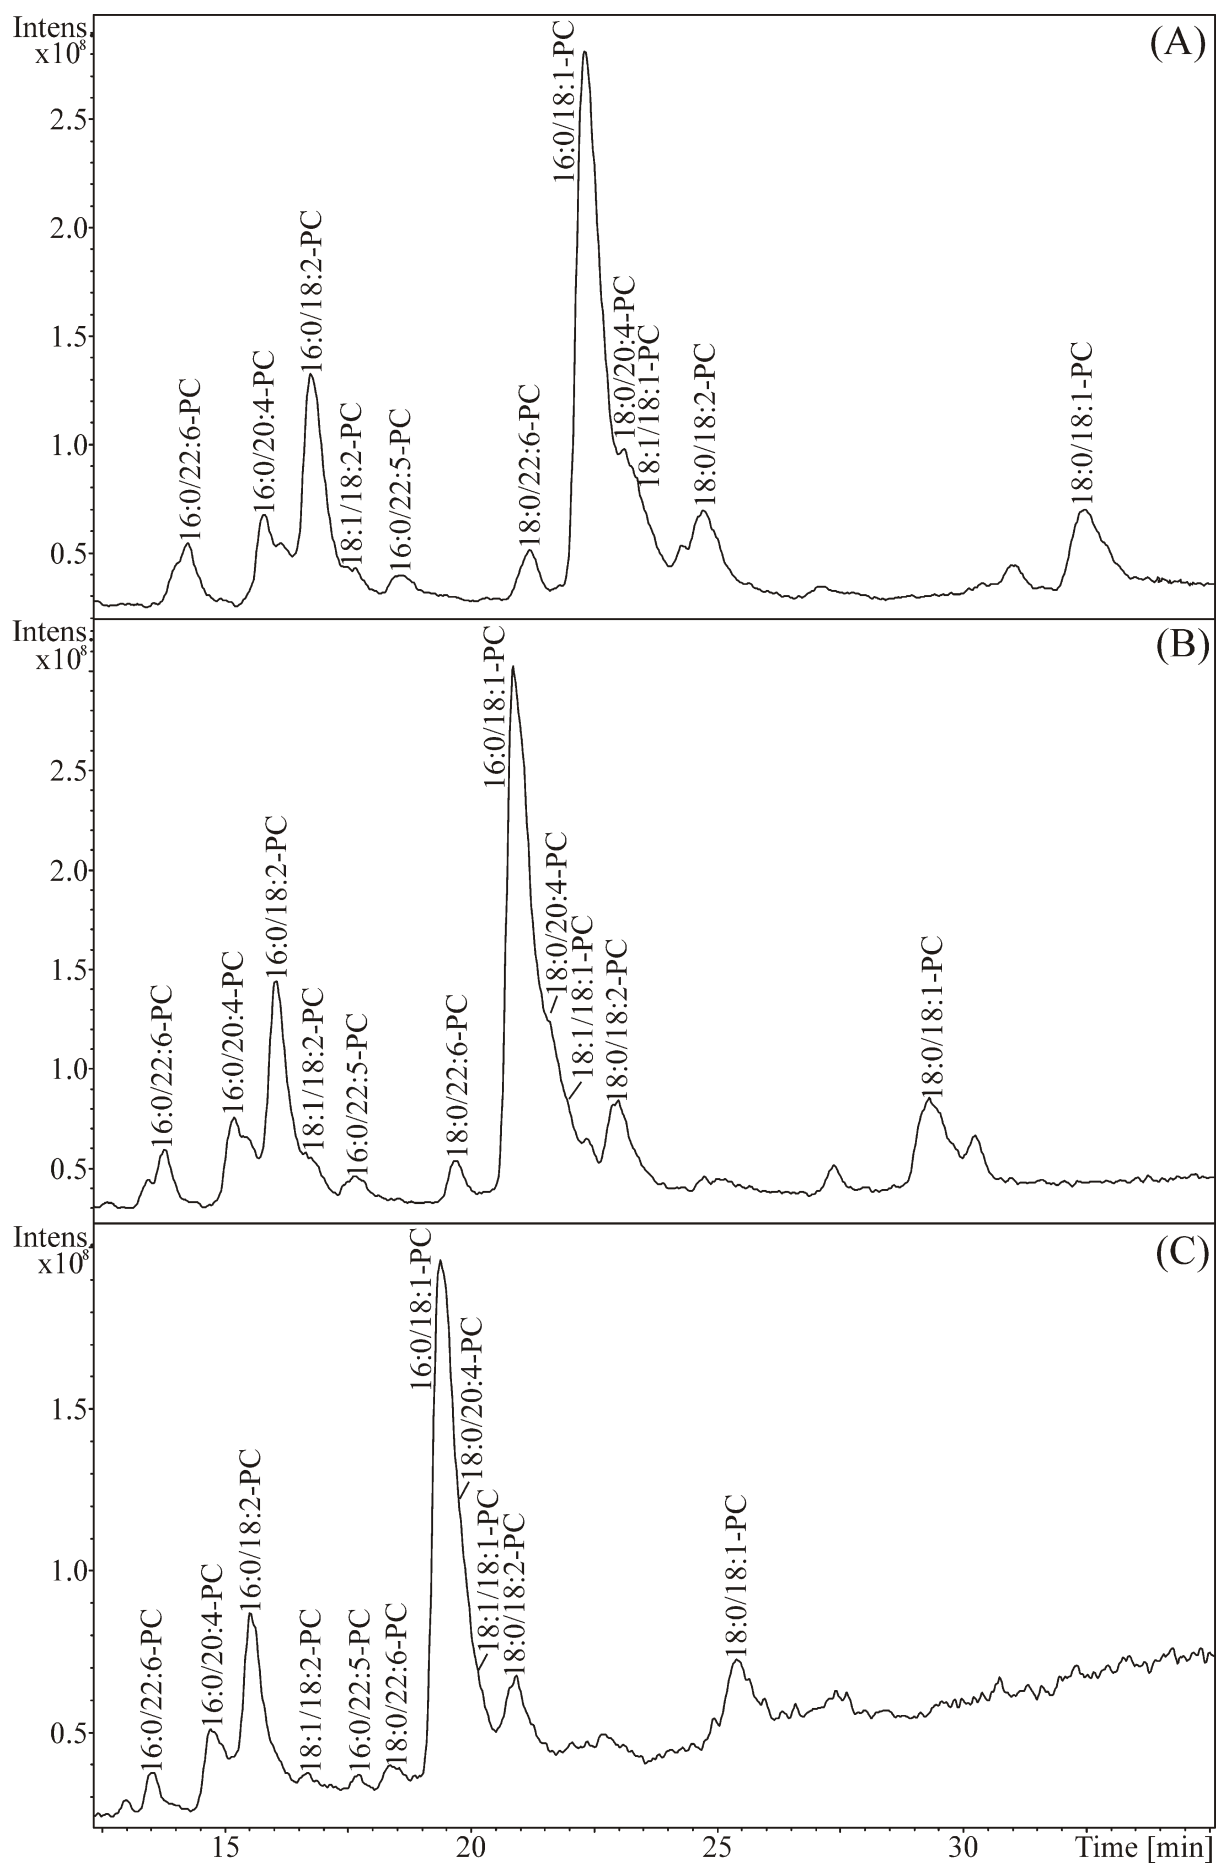 Intens.
x10⁸
(A)
2.5
2.0
1.5
1.0
0.5
16:0/22:6-PC
16:0/20:4-PC
16:0/18:2-PC
18:1/18:2-PC
16:0/22:5-PC
18:0/22:6-PC
16:0/18:1-PC
18:0/20:4-PC
18:1/18:1-PC
18:0/18:2-PC
18:0/18:1-PC
Intens.
x10⁸
(B)
2.5
2.0
1.5
1.0
0.5
16:0/22:6-PC
16:0/20:4-PC
16:0/18:2-PC
18:1/18:2-PC
16:0/22:5-PC
18:0/22:6-PC
16:0/18:1-PC
18:0/20:4-PC
18:1/18:1-PC
18:0/18:2-PC
18:0/18:1-PC
Intens.
x10⁸
(C)
1.5
1.0
0.5
16:0/22:6-PC
16:0/20:4-PC
16:0/18:2-PC
18:1/18:2-PC
16:0/22:5-PC
18:0/22:6-PC
16:0/18:1-PC
18:0/20:4-PC
18:1/18:1-PC
18:0/18:2-PC
18:0/18:1-PC
15 20 25 30 Time [min]